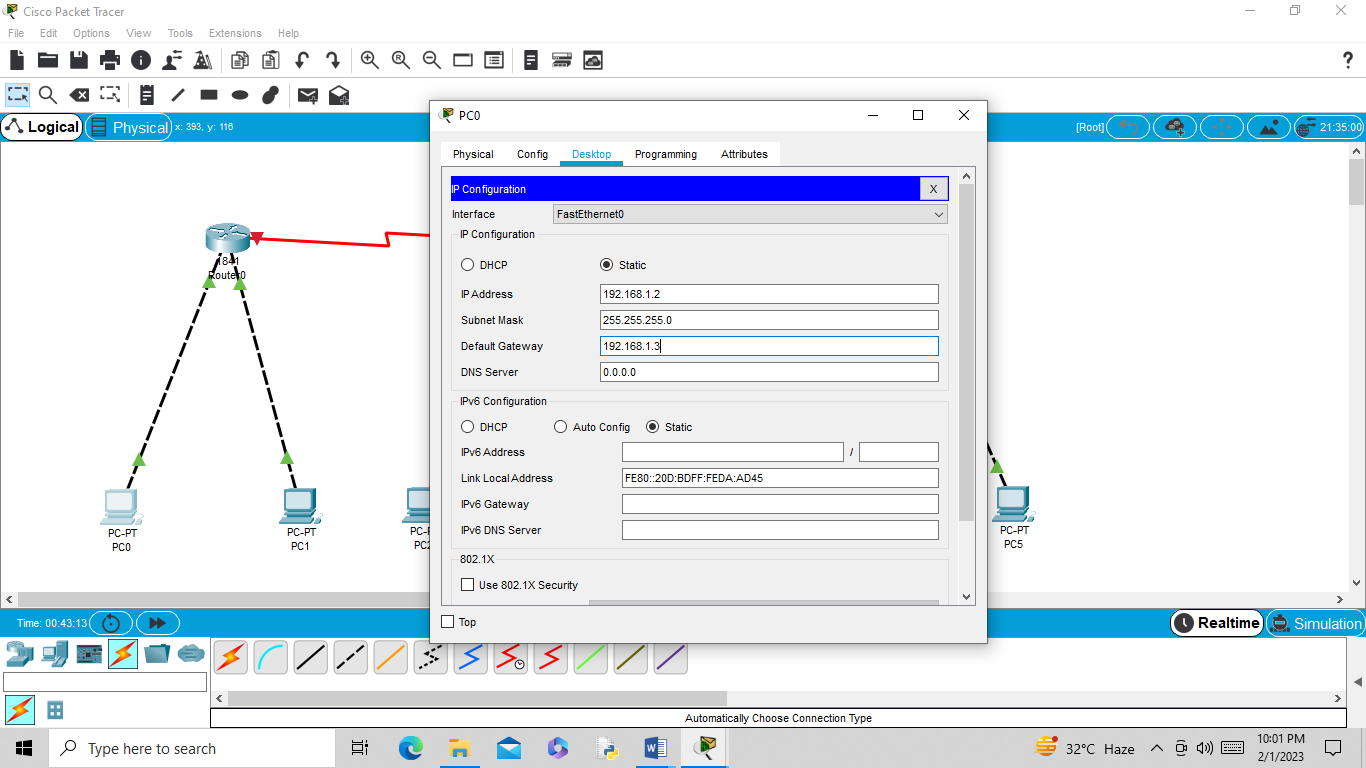 Cisco Packet Tracer
File Edit Options View Tools Extensions Help
Logical Physical x: 393, y: 116 [Root] 21:35:00
1841
Router0
PC-PT
PC0
PC-PT
PC1
PC-PT
PC5
PC0
Physical Config Desktop Programming Attributes
IP Configuration X
Interface FastEthernet0
IP Configuration
DHCP Static
IP Address 192.168.1.2
Subnet Mask 255.255.255.0
Default Gateway 192.168.1.3
DNS Server 0.0.0.0
IPv6 Configuration
DHCP Auto Config Static
IPv6 Address /
Link Local Address FE80::20D:BDFF:FEDA:AD45
IPv6 Gateway
IPv6 DNS Server
802.1X
Use 802.1X Security
Top
Time: 00:43:13 Realtime Simulation
Automatically Choose Connection Type
Type here to search 32°C Haze 10:01 PM
2/1/2023